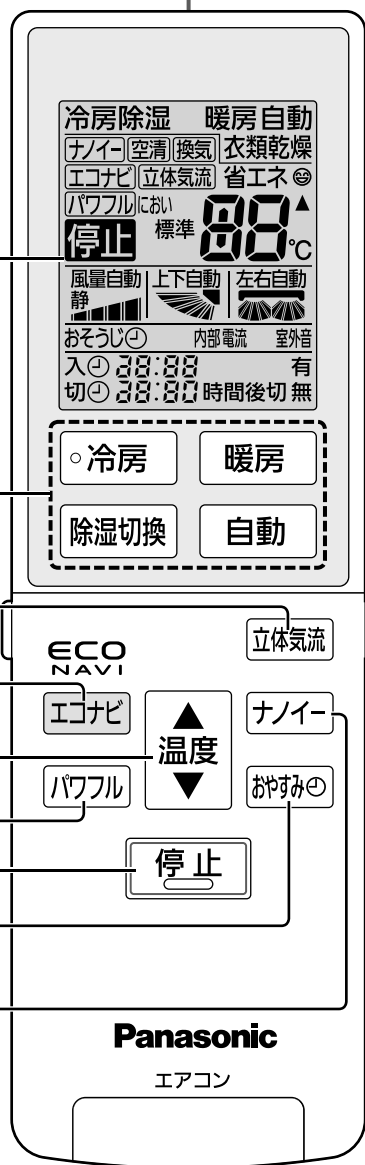 冷房除湿 暖房自動
ナノイー 空清 換気 衣類乾燥
エコナビ 立体気流 省エネ
パワフル におい
停止 標準 88℃
風量自動 上下自動 左右自動
静
おそうじ 内部電流 室外音
入 28:88 有
切 28:80 時間後切 無
冷房 暖房
除湿切換 自動
立体気流
ECO
NAVI
エコナビ ▲ ナノイー
温度
パワフル ▼ おやすみ
停止
Panasonic
エアコン